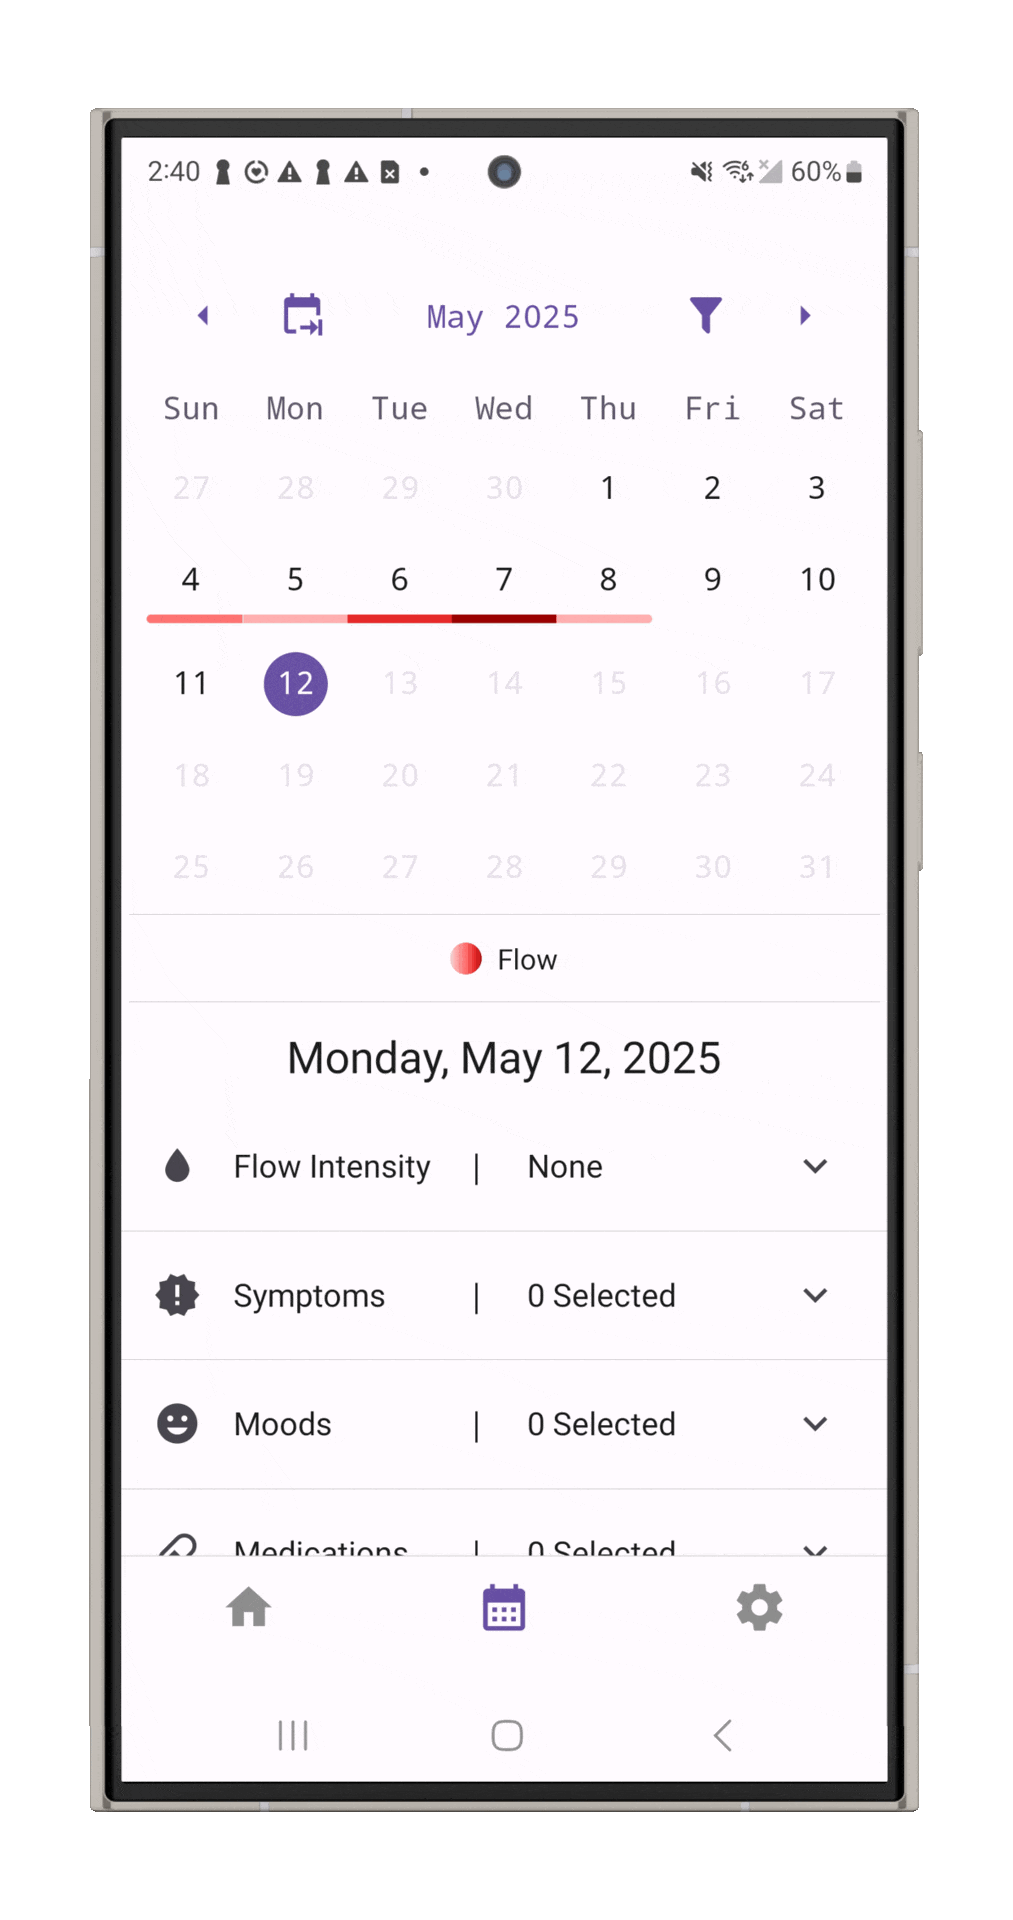 2:40 60%
May 2025
Sun Mon Tue Wed Thu Fri Sat
27 28 29 30 1 2 3
4 5 6 7 8 9 10
11 12 13 14 15 16 17
18 19 20 21 22 23 24
25 26 27 28 29 30 31
Flow
Monday, May 12, 2025
Flow Intensity | None
Symptoms | 0 Selected
Moods | 0 Selected
Medications | 0 Selected